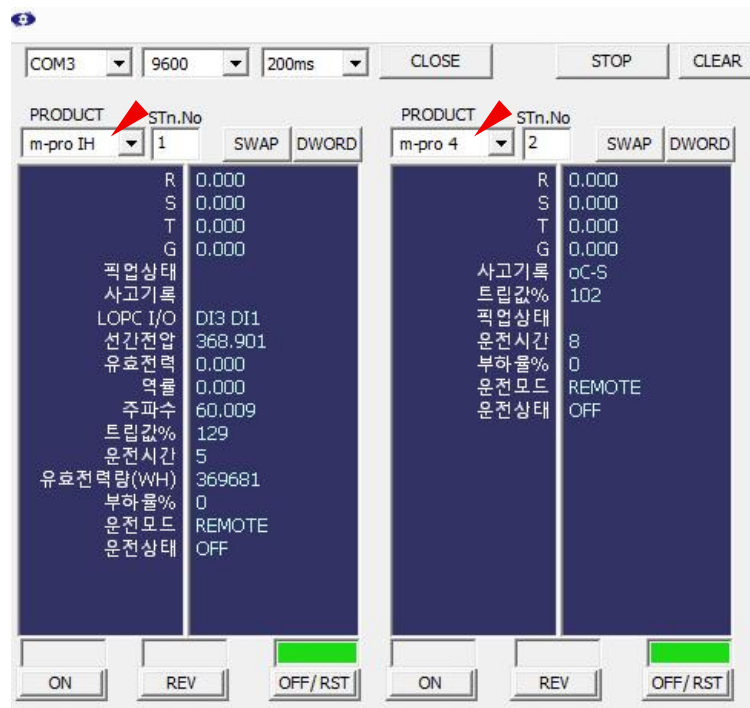 COM3 9600 200ms CLOSE STOP CLEAR
PRODUCT STn.No
m-pro IH 1 SWAP DWORD
R 0.000
S 0.000
T 0.000
G 0.000
픽업상태
사고기록
LOPC I/O DI3 DI1
선간전압 368.901
유효전력 0.000
역률 0.000
주파수 60.009
트립값% 129
운전시간 5
유효전력량(WH) 369681
부하율% 0
운전모드 REMOTE
운전상태 OFF
ON REV OFF/RST
PRODUCT STn.No
m-pro 4 2 SWAP DWORD
R 0.000
S 0.000
T 0.000
G 0.000
사고기록 oC-S
트립값% 102
픽업상태
운전시간 8
부하율% 0
운전모드 REMOTE
운전상태 OFF
ON REV OFF/RST